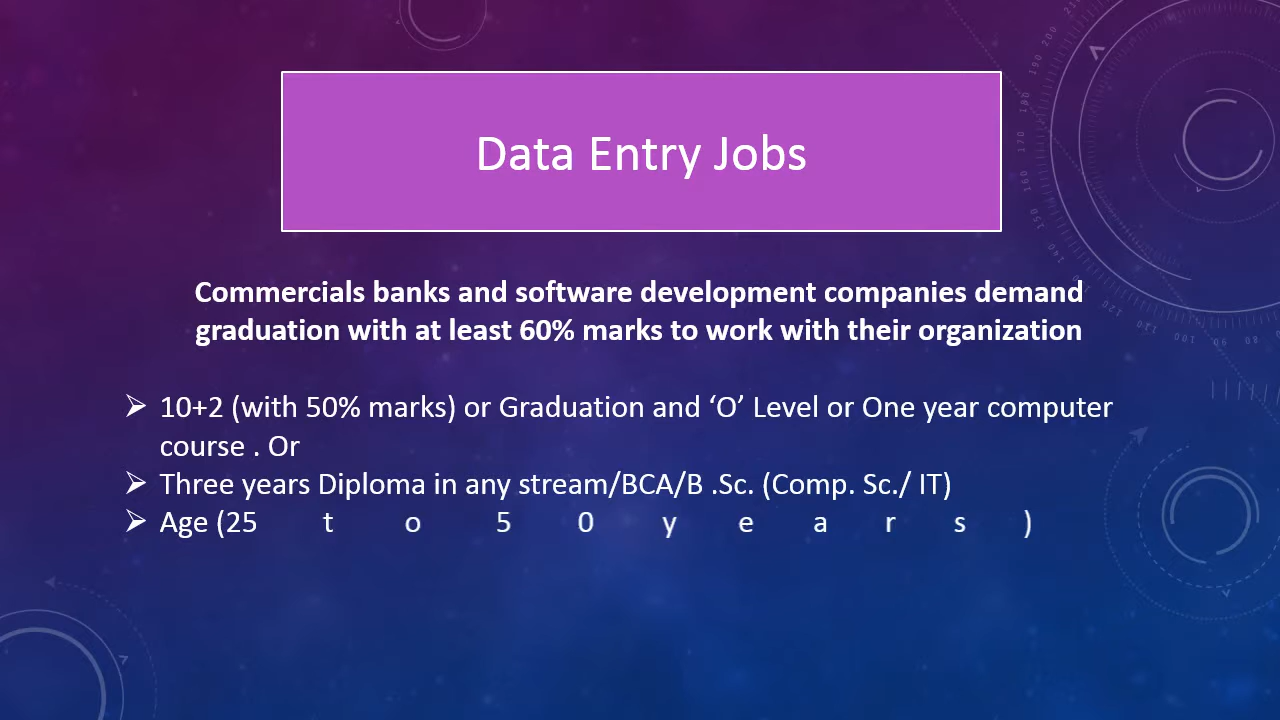 Data Entry Jobs
Commercials banks and software development companies demand
graduation with at least 60% marks to work with their organization
10+2 (with 50% marks) or Graduation and ‘O’ Level or One year computer
course . Or
Three years Diploma in any stream/BCA/B .Sc. (Comp. Sc./ IT)
Age (25 t o 5 0 y e a r s )